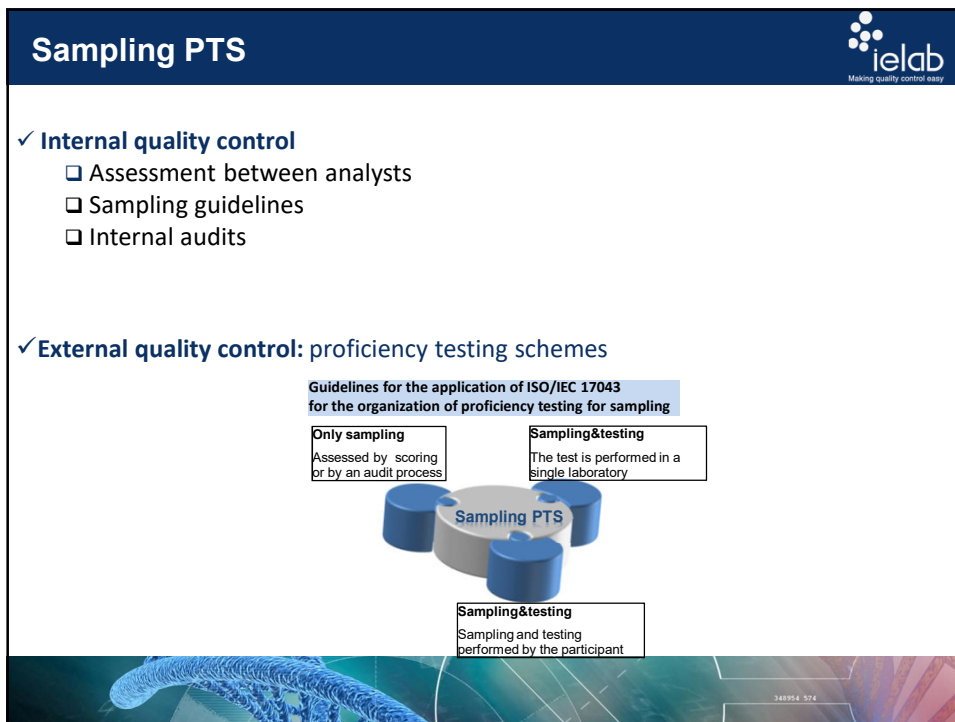 Sampling PTS
ielab
Making quality control easy
✓ Internal quality control
❑ Assessment between analysts
❑ Sampling guidelines
❑ Internal audits
✓External quality control: proficiency testing schemes
Guidelines for the application of ISO/IEC 17043
for the organization of proficiency testing for sampling
Only sampling
Assessed by scoring
or by an audit process
Sampling&testing
The test is performed in a
single laboratory
Sampling PTS
Sampling&testing
Sampling and testing
performed by the participant
348954 574